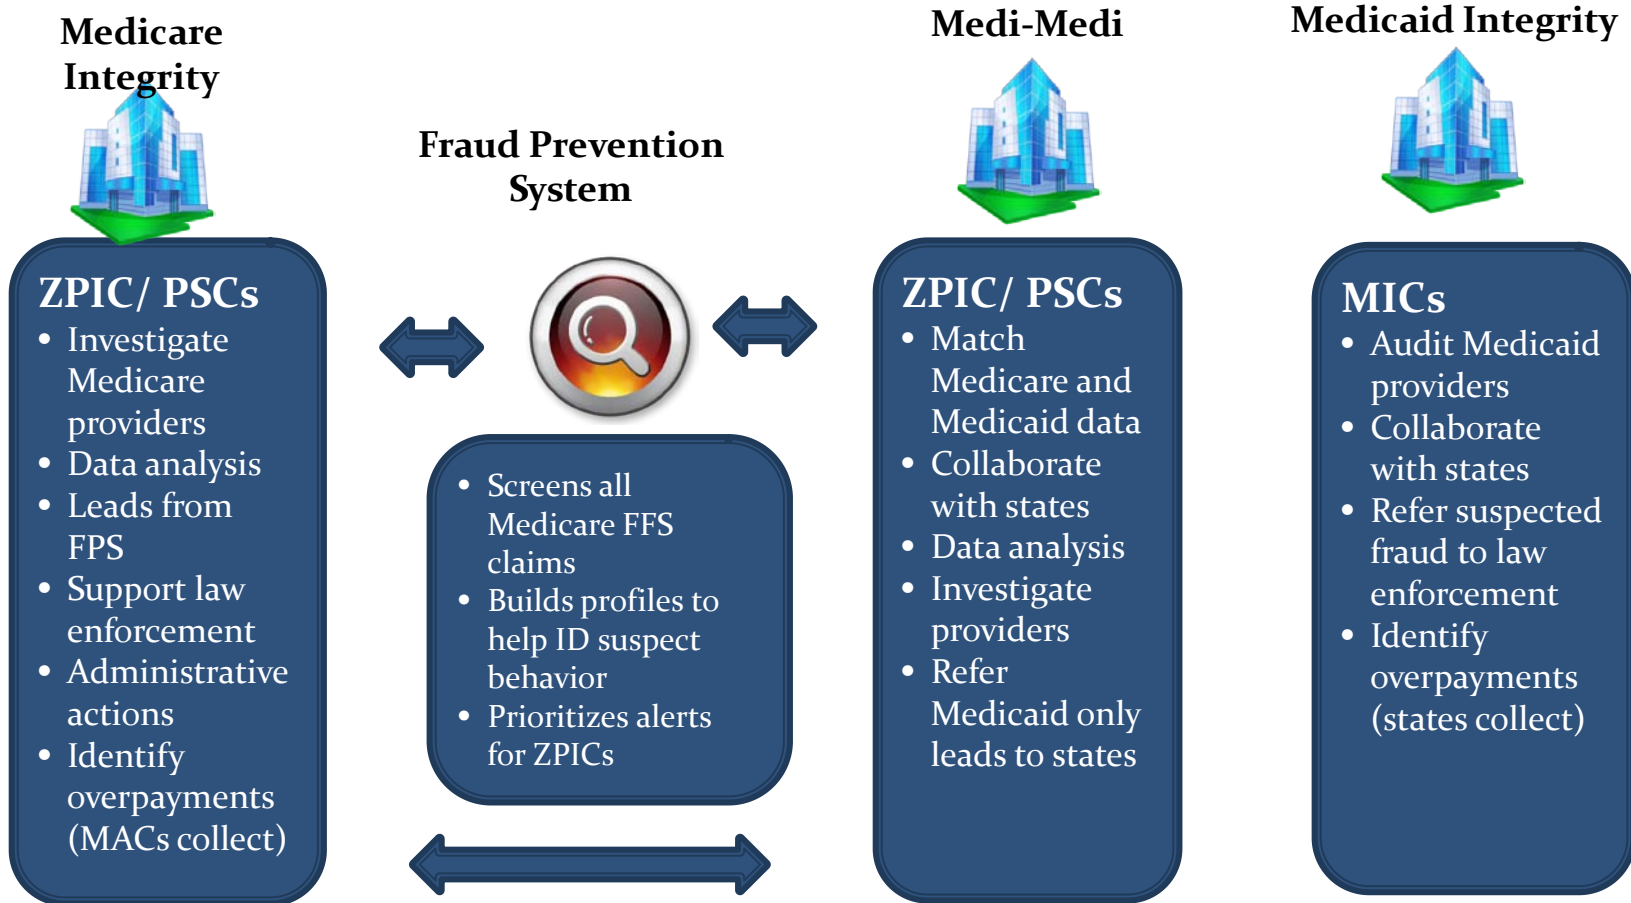 Medicare
Integrity
ZPIC/ PSCs
• Investigate
Medicare
providers
• Data analysis
• Leads from
FPS
• Support law
enforcement
• Administrative
actions
• Identify
overpayments
(MACs collect)
Fraud Prevention
System
• Screens all
Medicare FFS
claims
• Builds profiles to
help ID suspect
behavior
• Prioritizes alerts
for ZPICs
Medi-Medi
ZPIC/ PSCs
• Match
Medicare and
Medicaid data
• Collaborate
with states
• Data analysis
• Investigate
providers
• Refer
Medicaid only
leads to states
Medicaid Integrity
MICs
• Audit Medicaid
providers
• Collaborate
with states
• Refer suspected
fraud to law
enforcement
• Identify
overpayments
(states collect)